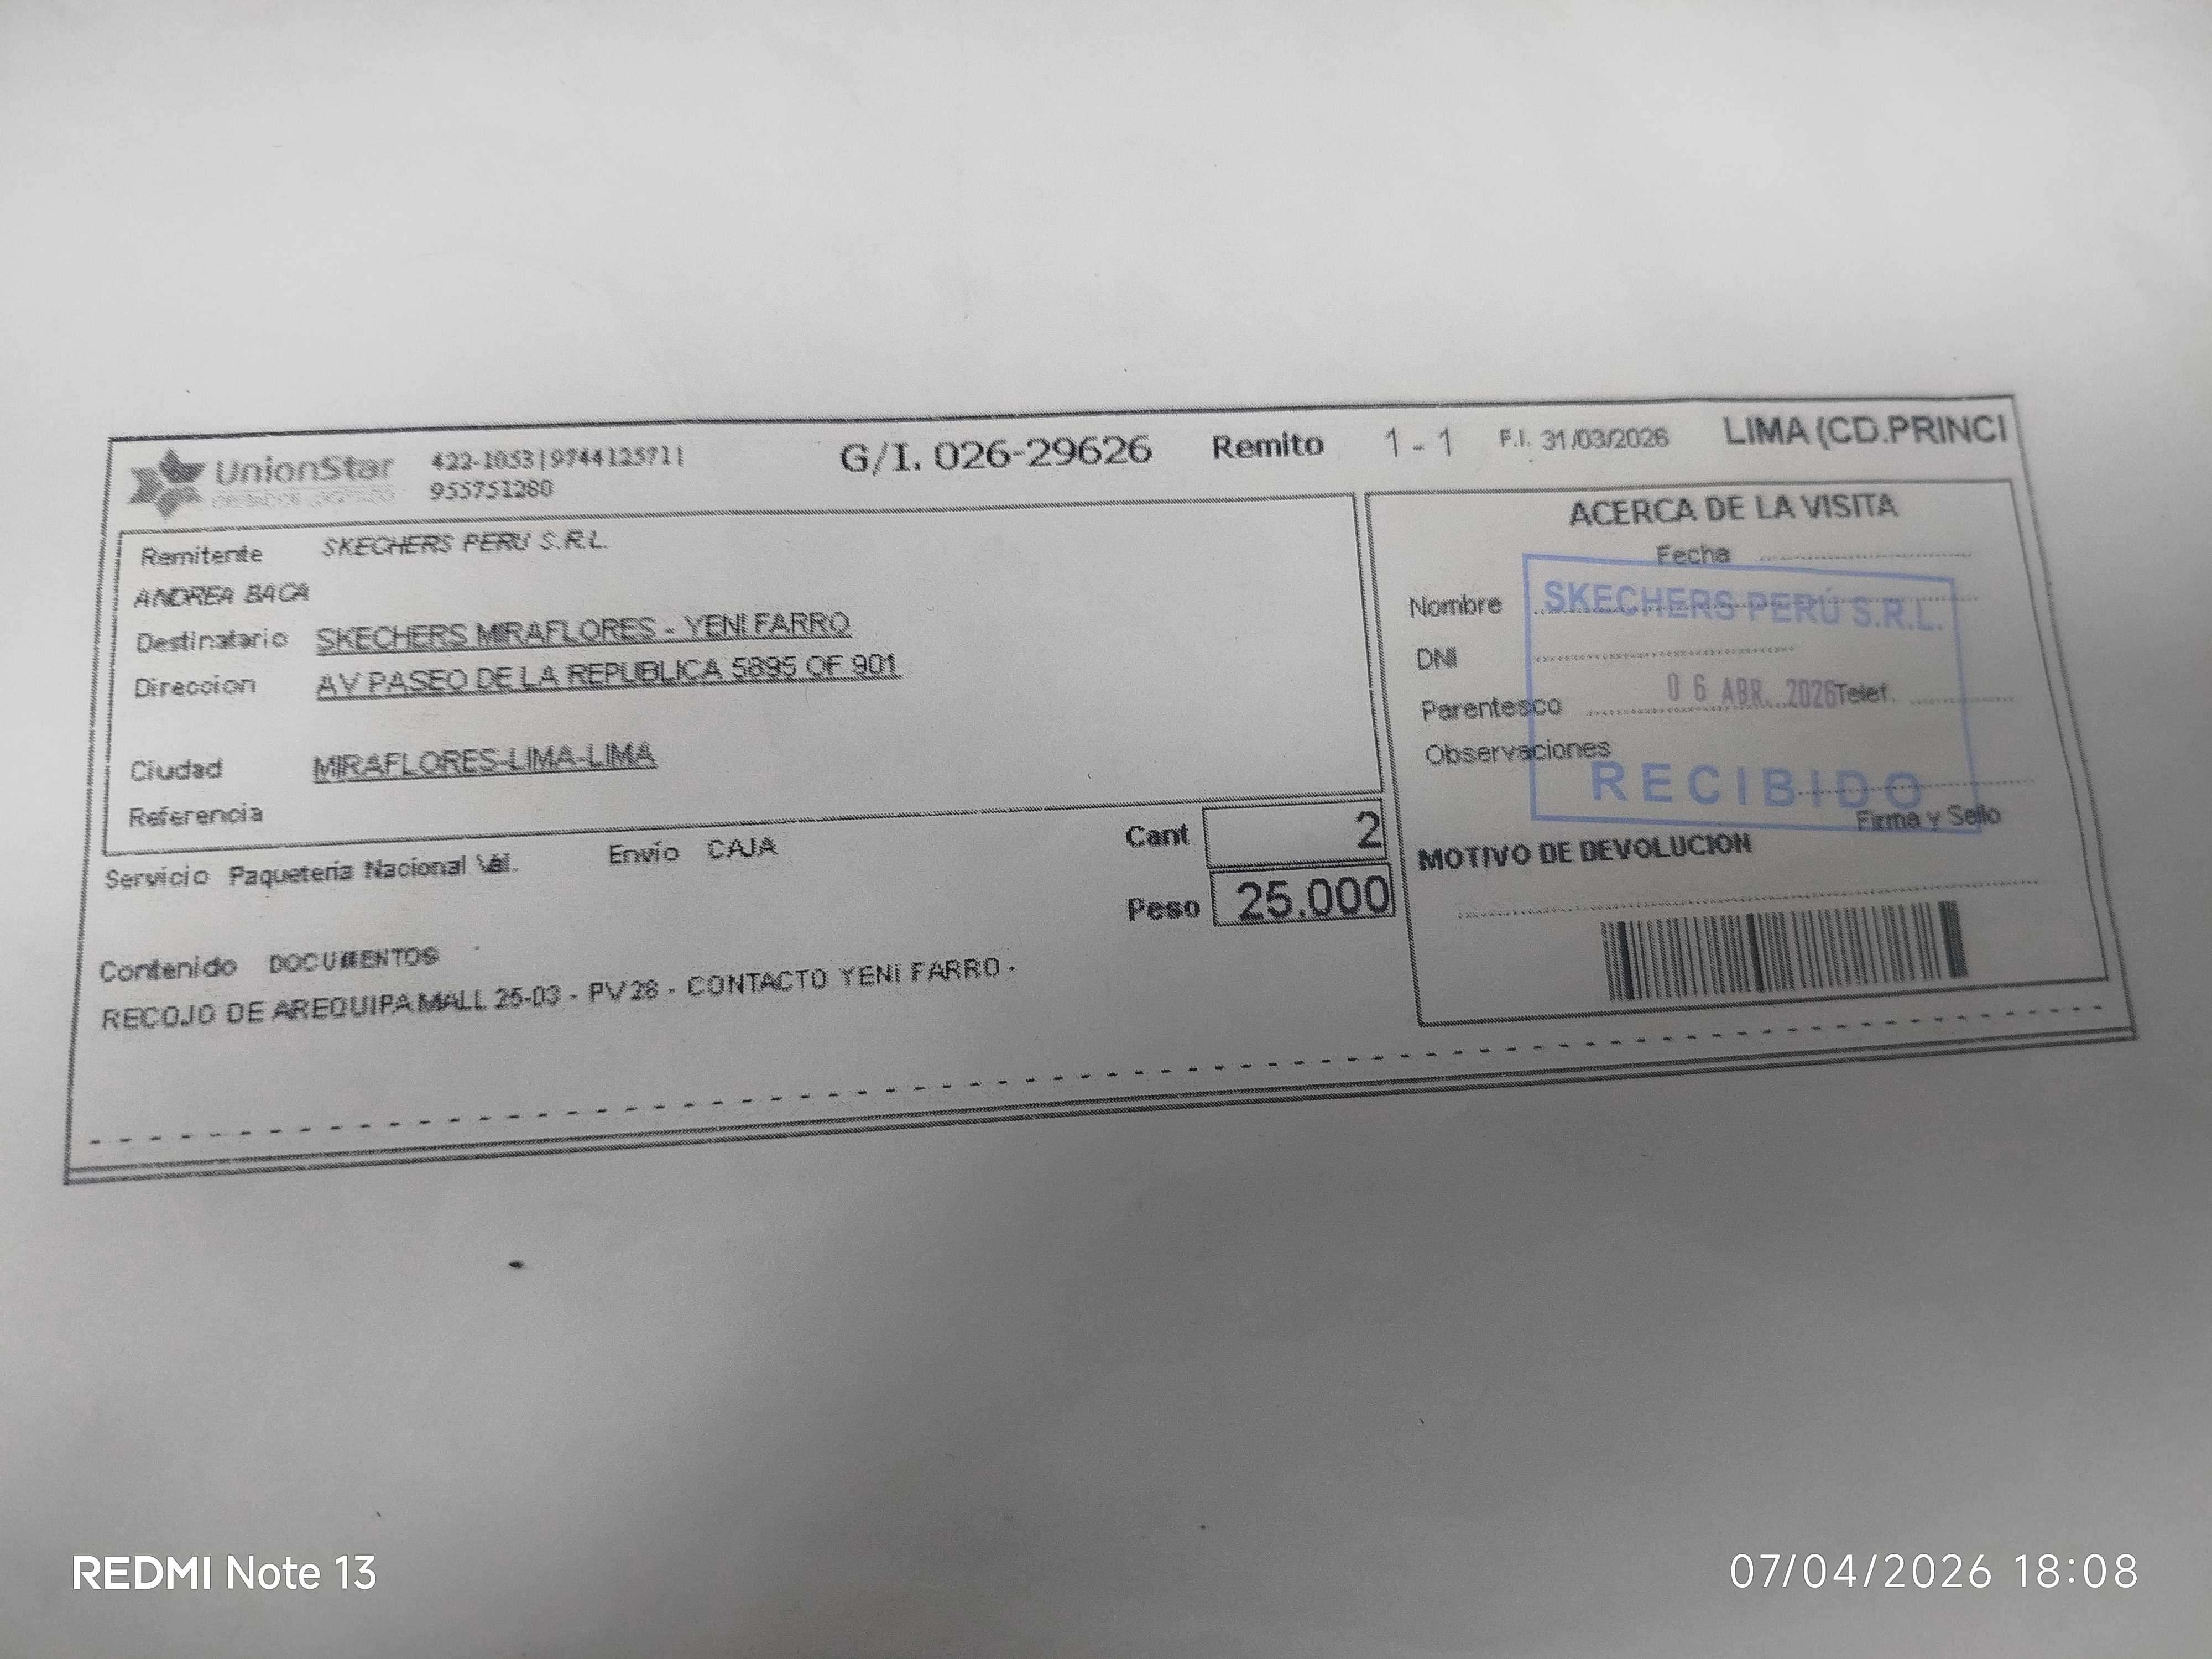 UnionStar 422-1053|974412571|
955751280
G/I. 026-29626 Remito 1 - 1 F.I. 31/03/2026 LIMA (CD.PRINCI
Remitente SKECHERS PERU S.R.L.
ANDREA BACA
Destinatario SKECHERS MIRAFLORES - YENI FARRO
Direccion AV PASEO DE LA REPUBLICA 5895 OF 901
Ciudad MIRAFLORES-LIMA-LIMA
Referencia
Servicio Paquetería Nacional Val. Envío CAJA
Cant 2
Peso 25.000
Contenido DOCUMENTOS
RECOJO DE AREQUIPA MALL 25-03 - PV 28 - CONTACTO YENI FARRO .
ACERCA DE LA VISITA
Fecha
Nombre
DNI
Parentesco Telef.
Observaciones
Firma y Sello
SKECHERS PERÚ S.R.L.
06 ABR. 2026
RECIBIDO
MOTIVO DE DEVOLUCION
REDMI Note 13
07/04/2026 18:08